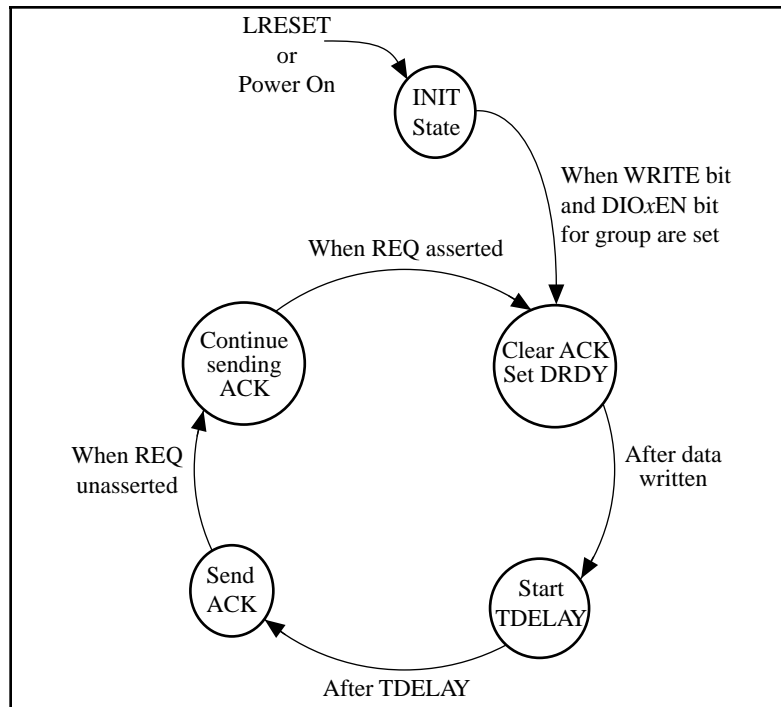 LRESET
or
Power On
INIT
State
When WRITE bit
and DIOxEN bit
for group are set
When REQ asserted
Continue
sending
ACK
Clear ACK
Set DRDY
When REQ
unasserted
After data
written
Send
ACK
Start
TDELAY
After TDELAY